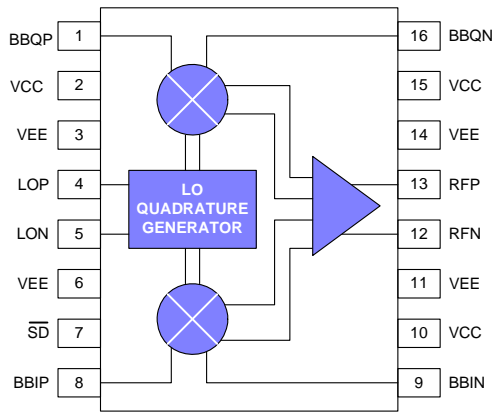 BBQP 1 16 BBQN
VCC 2 15 VCC
VEE 3 14 VEE
LOP 4 13 RFP
LO
QUADRATURE
GENERATOR
LON 5 12 RFN
VEE 6 11 VEE
S̅D̅ 7 10 VCC
BBIP 8 9 BBIN